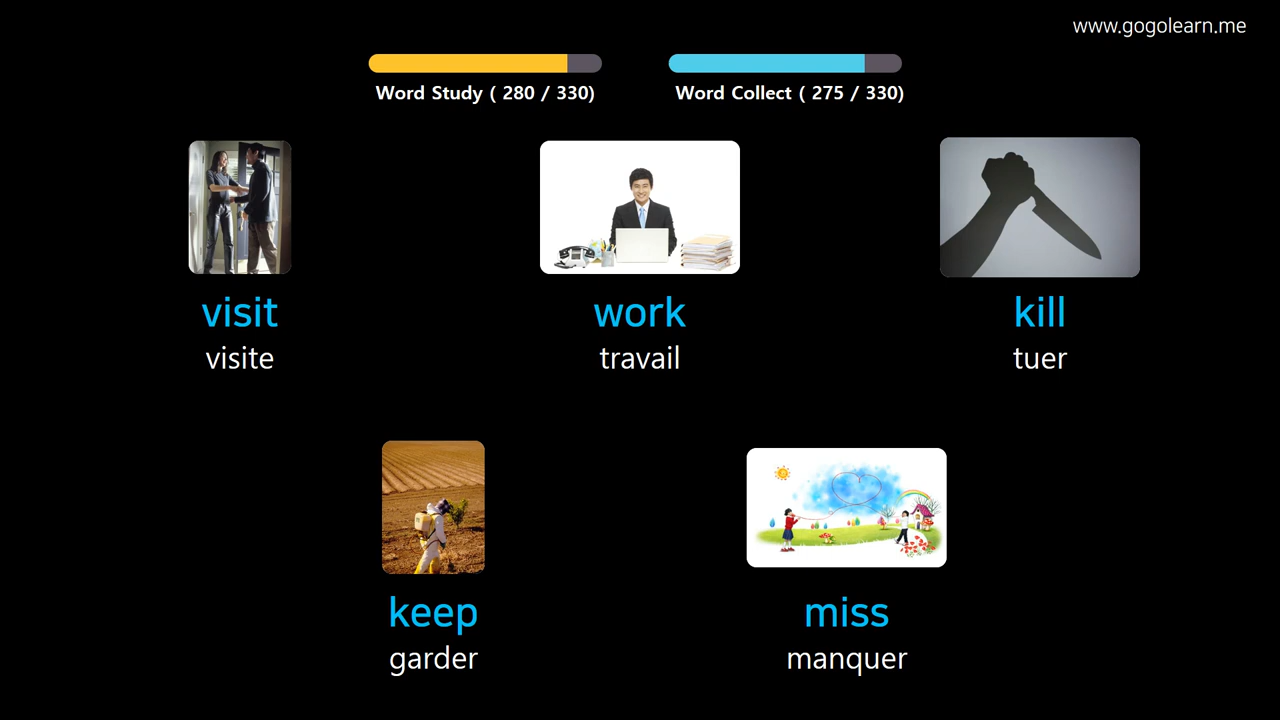 www.gogolearn.me
Word Study ( 280 / 330)
Word Collect ( 275 / 330)
visit
visite
work
travail
kill
tuer
keep
garder
miss
manquer